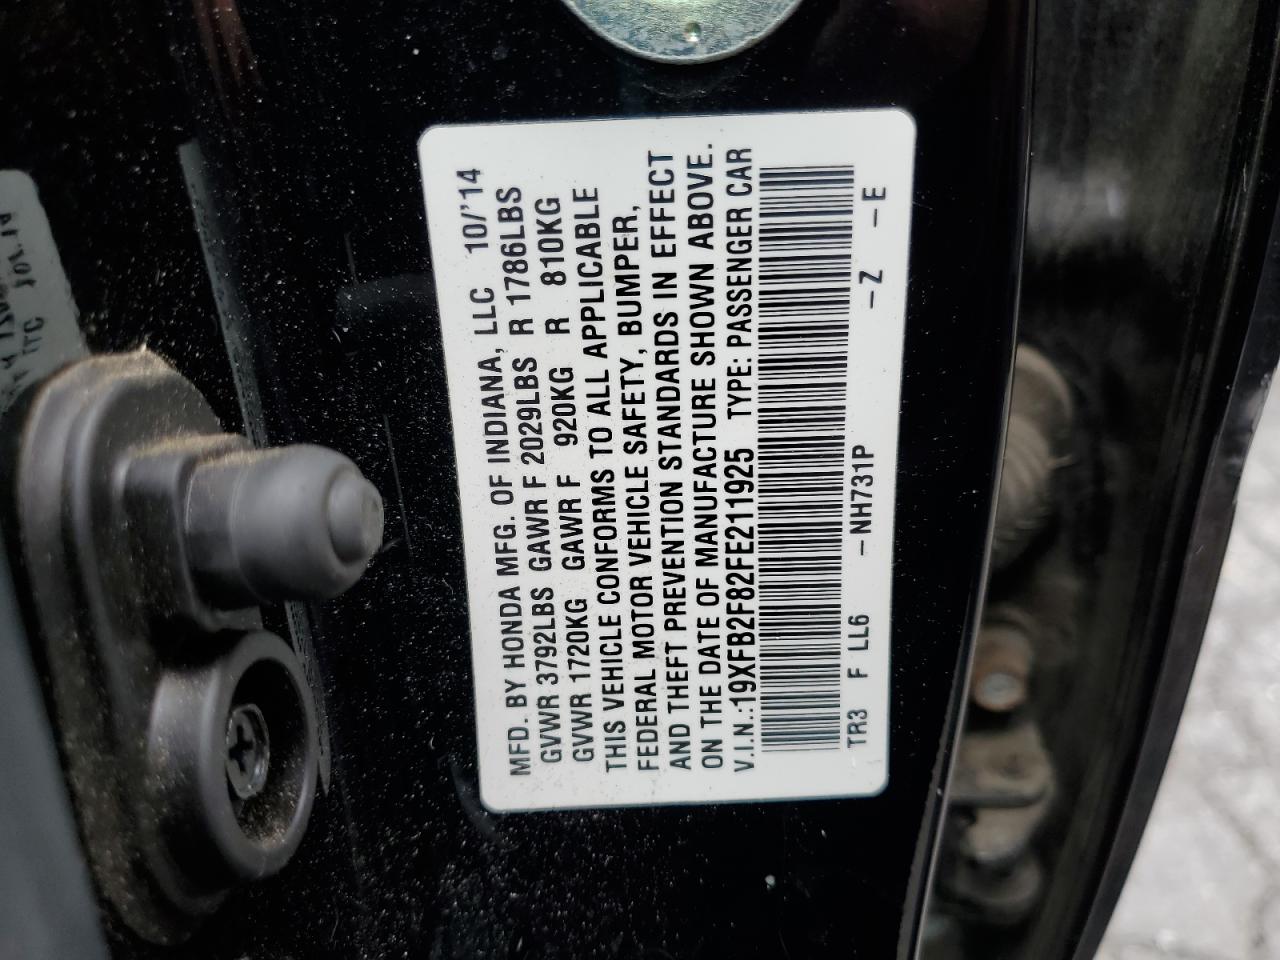 MFD. BY HONDA MFG. OF INDIANA, LLC 10/'14
GVWR 3792LBS GAWR F 2029LBS R 1786LBS
GVWR 1720KG GAWR F 920KG R 810KG
THIS VEHICLE CONFORMS TO ALL APPLICABLE
FEDERAL MOTOR VEHICLE SAFETY, BUMPER,
AND THEFT PREVENTION STANDARDS IN EFFECT
ON THE DATE OF MANUFACTURE SHOWN ABOVE.
V.I.N.:19XFB2F82FE211925 TYPE: PASSENGER CAR
TR3 F LL6 -NH731P -Z -E